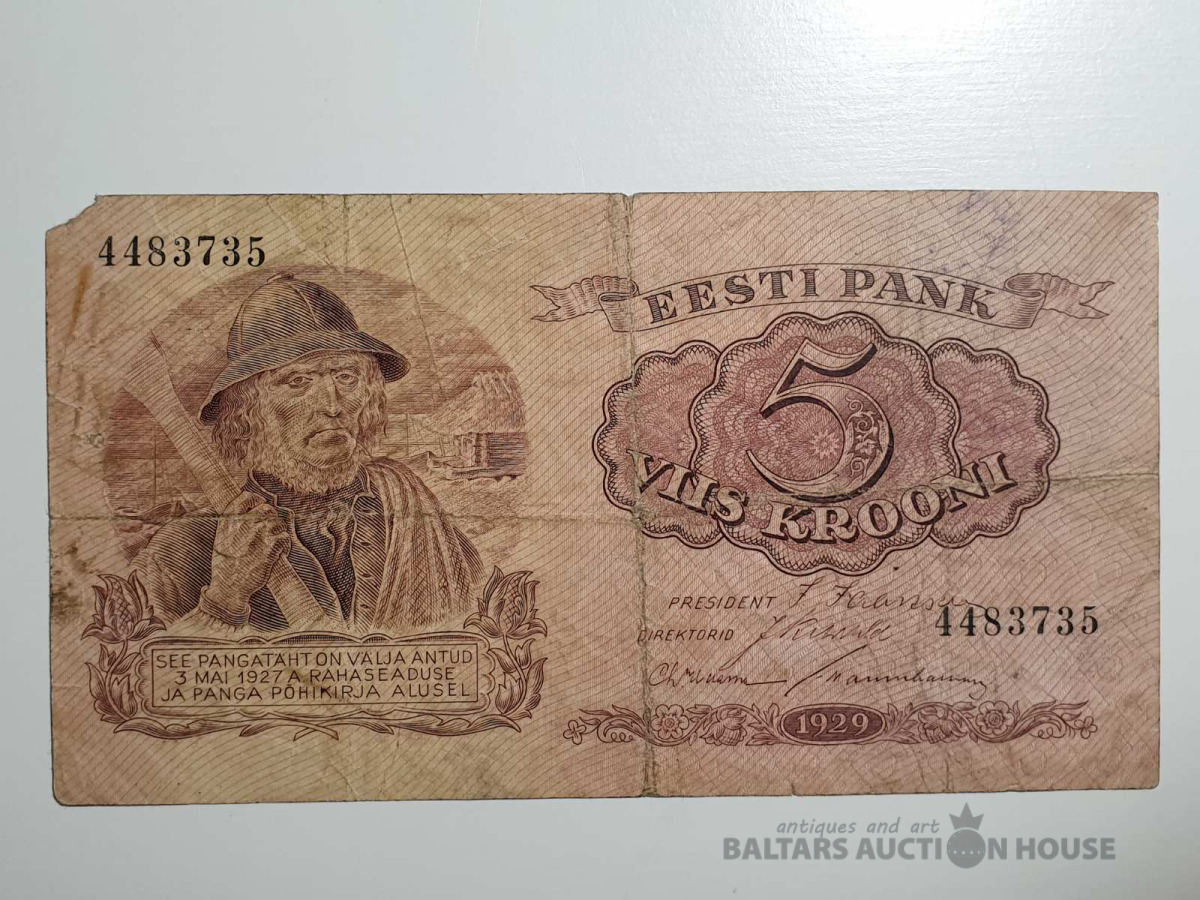 4483735
EESTI PANK
5
VIIS KROONI
PRESIDENT
DIREKTORID
4483735
SEE PANGATÄHT ON VÄLJA ANTUD
3 MAI 1927 A. RAHASEADUSE
JA PANGA PÕHIKIRJA ALUSEL
1929
antiques and art
BALTARS AUCTION HOUSE